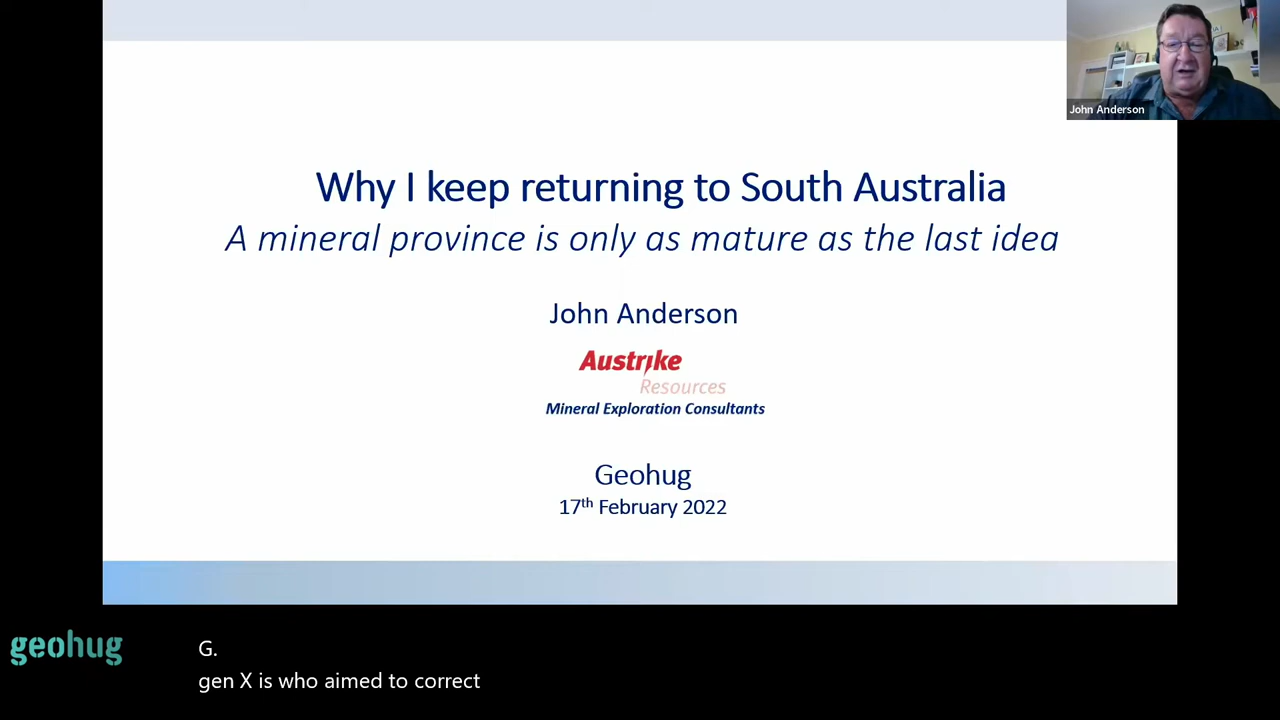 John Anderson
Why I keep returning to South Australia
A mineral province is only as mature as the last idea
John Anderson
Austrike
Resources
Mineral Exploration Consultants
Geohug
17th February 2022
geohug
G.
gen X is who aimed to correct